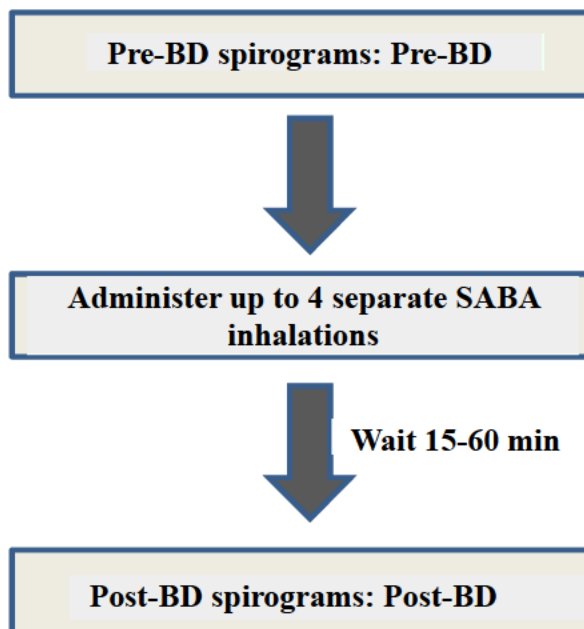 Pre-BD spirograms: Pre-BD
Administer up to 4 separate SABA
inhalations
Wait 15-60 min
Post-BD spirograms: Post-BD